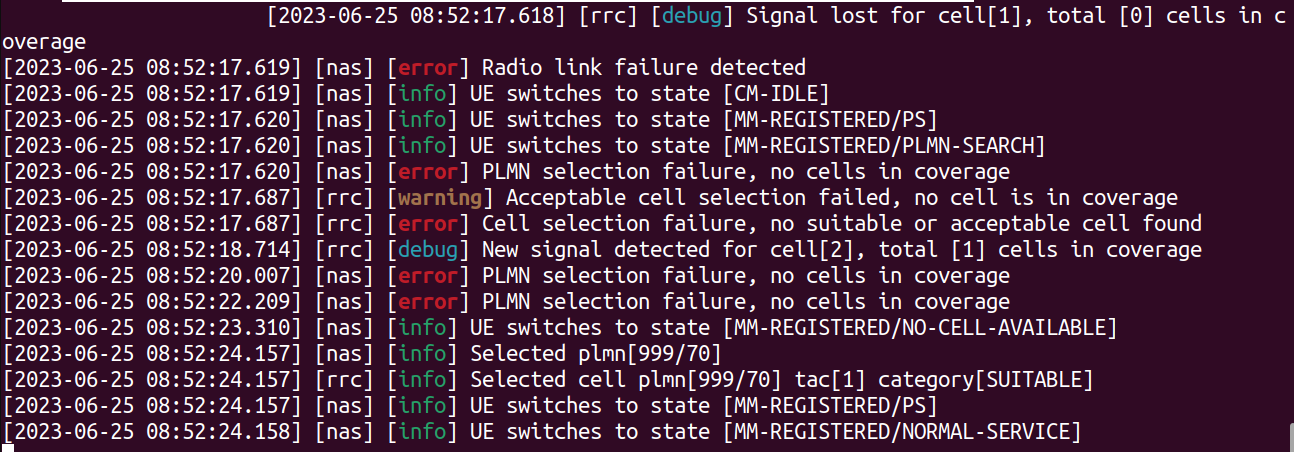 [2023-06-25 08:52:17.618] [rrc] [debug] Signal lost for cell[1], total [0] cells in c
overage
[2023-06-25 08:52:17.619] [nas] [error] Radio link failure detected
[2023-06-25 08:52:17.619] [nas] [info] UE switches to state [CM-IDLE]
[2023-06-25 08:52:17.620] [nas] [info] UE switches to state [MM-REGISTERED/PS]
[2023-06-25 08:52:17.620] [nas] [info] UE switches to state [MM-REGISTERED/PLMN-SEARCH]
[2023-06-25 08:52:17.620] [nas] [error] PLMN selection failure, no cells in coverage
[2023-06-25 08:52:17.687] [rrc] [warning] Acceptable cell selection failed, no cell is in coverage
[2023-06-25 08:52:17.687] [rrc] [error] Cell selection failure, no suitable or acceptable cell found
[2023-06-25 08:52:18.714] [rrc] [debug] New signal detected for cell[2], total [1] cells in coverage
[2023-06-25 08:52:20.007] [nas] [error] PLMN selection failure, no cells in coverage
[2023-06-25 08:52:22.209] [nas] [error] PLMN selection failure, no cells in coverage
[2023-06-25 08:52:23.310] [nas] [info] UE switches to state [MM-REGISTERED/NO-CELL-AVAILABLE]
[2023-06-25 08:52:24.157] [nas] [info] Selected plmn[999/70]
[2023-06-25 08:52:24.157] [rrc] [info] Selected cell plmn[999/70] tac[1] category[SUITABLE]
[2023-06-25 08:52:24.157] [nas] [info] UE switches to state [MM-REGISTERED/PS]
[2023-06-25 08:52:24.158] [nas] [info] UE switches to state [MM-REGISTERED/NORMAL-SERVICE]